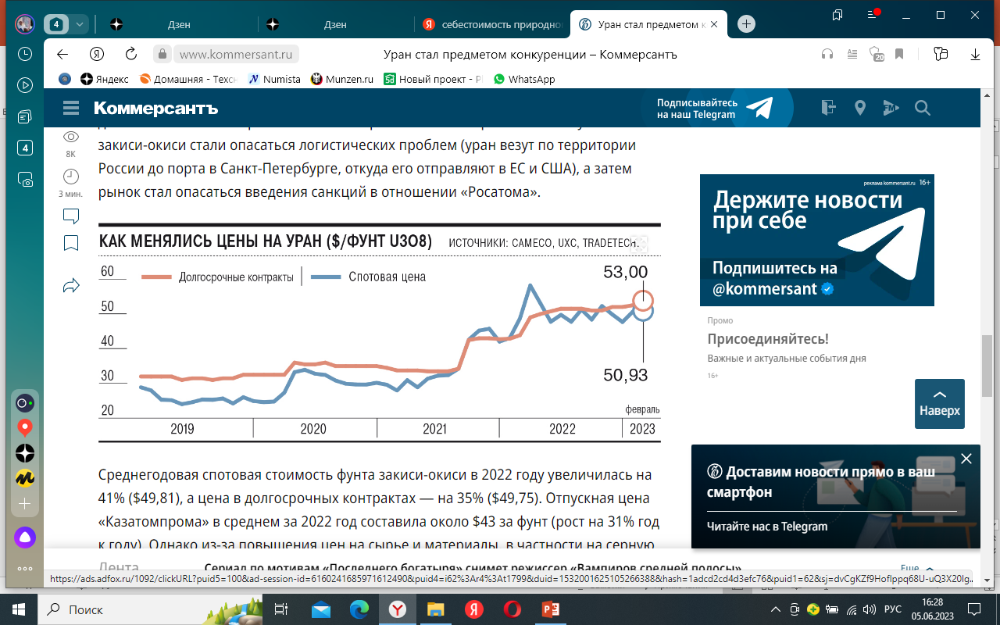 4
Дзен
Дзен
себестоимость природног
Уран стал предметом к
www.kommersant.ru
Уран стал предметом конкуренции – Коммерсантъ
20
Яндекс
Домашняя - Техсн
Numista
Munzen.ru
Новый проект - Pl
WhatsApp
Коммерсантъ
Подписывайтесь
на наш Telegram
FM
закиси-окиси стали опасаться логистических проблем (уран везут по территории
России до порта в Санкт-Петербурге, откуда его отправляют в ЕС и США), а затем
рынок стал опасаться введения санкций в отношении «Росатома».
8K
3 мин.
4
КАК МЕНЯЛИСЬ ЦЕНЫ НА УРАН ($/ФУНТ U3O8)
ИСТОЧНИКИ: CAMECO, UXC, TRADETECH.
60
Долгосрочные контракты
Спотовая цена
53,00
50
40
30
50,93
20
февраль
2019
2020
2021
2022
2023
Среднегодовая спотовая стоимость фунта закиси-окиси в 2022 году увеличилась на
41% ($49,81), а цена в долгосрочных контрактах — на 35% ($49,75). Отпускная цена
«Казатомпрома» в среднем за 2022 год составила около $43 за фунт (рост на 31% год
к году). Однако из-за повышения цен на сырье и материалы, в частности на серную
реклама kommersant.ru 16+
Держите новости
при себе
Подпишитесь на
@kommersant
Промо
Присоединяйтесь!
Важные и актуальные события дня
16+
Наверх
Доставим новости прямо в ваш
смартфон
Читайте нас в Telegram
Лента
Сериал по мотивам «Последнего богатыря» снимет режиссер «Вампиров средней полосы»
Еще
https://ads.adfox.ru/1092/clickURL?puid5=100&ad-session-id=6160241685971612490&puid4=i62%3Ar4%3At1799&duid=1532001625105266388&hash=1adcd2cd4d3efc76&puid1=62&sj=dvCgKZf9HofIppq68U-uQ3X20Ig...
Поиск
РУС
16:28
05.06.2023